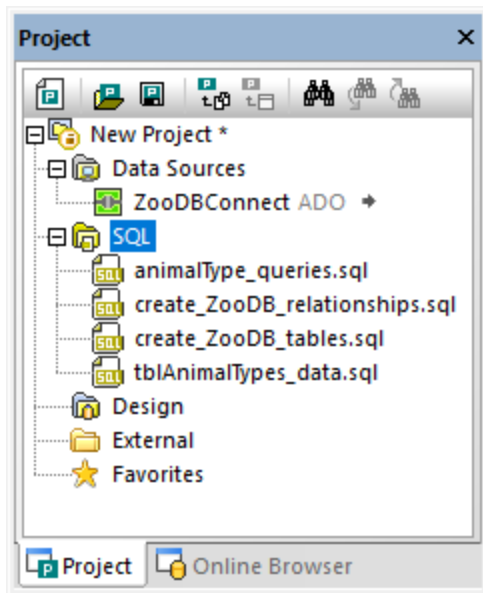 Project
New Project *
Data Sources
ZooDBConnect ADO
SQL
animalType_queries.sql
create_ZooDB_relationships.sql
create_ZooDB_tables.sql
tblAnimalTypes_data.sql
Design
External
Favorites
Project Online Browser